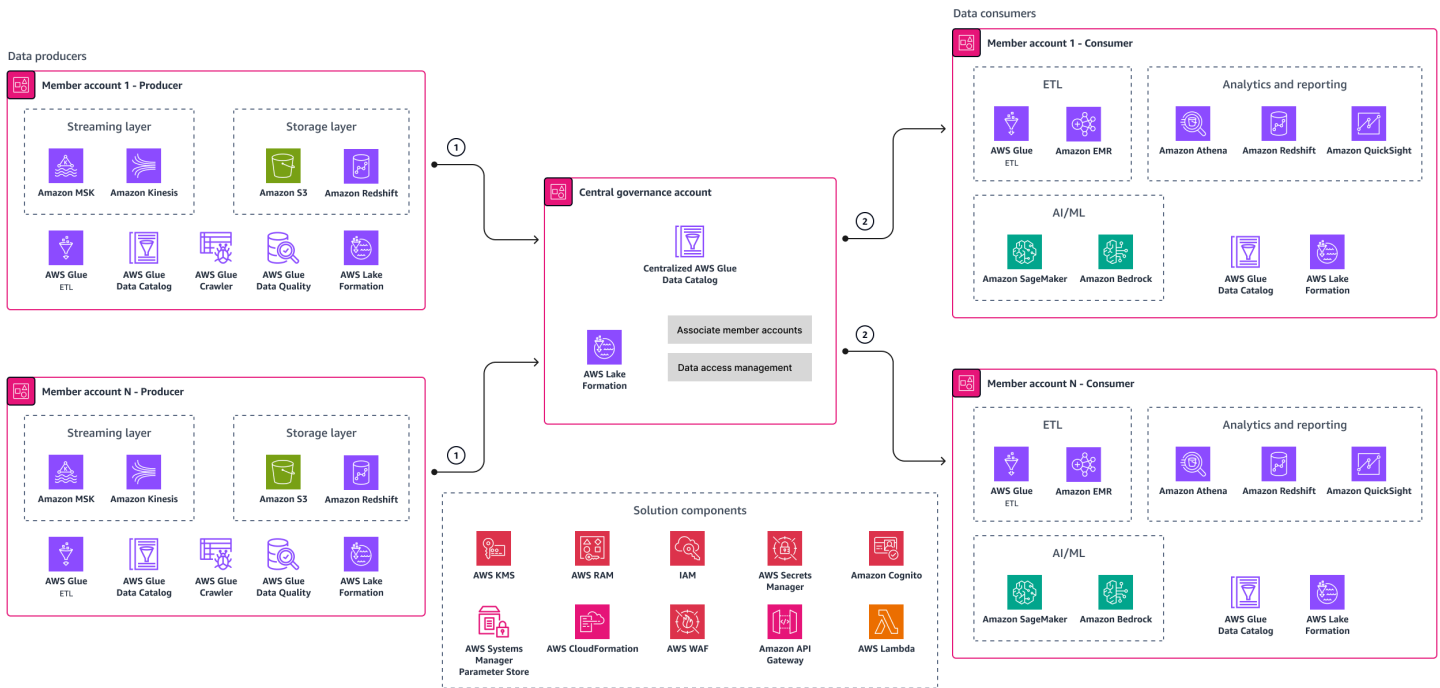 Data producers
Member account 1 - Producer
Streaming layer
Amazon MSK
Amazon Kinesis
Storage layer
Amazon S3
Amazon Redshift
AWS Glue
ETL
AWS Glue
Data Catalog
AWS Glue
Crawler
AWS Glue
Data Quality
AWS Lake
Formation
1
Member account N - Producer
Streaming layer
Amazon MSK
Amazon Kinesis
Storage layer
Amazon S3
Amazon Redshift
AWS Glue
ETL
AWS Glue
Data Catalog
AWS Glue
Crawler
AWS Glue
Data Quality
AWS Lake
Formation
1
Central governance account
Centralized AWS Glue
Data Catalog
AWS Lake
Formation
Associate member accounts
Data access management
2
2
Solution components
AWS KMS
AWS RAM
IAM
AWS Secrets
Manager
Amazon Cognito
AWS Systems
Manager
Parameter Store
AWS CloudFormation
AWS WAF
Amazon API
Gateway
AWS Lambda
Data consumers
Member account 1 - Consumer
ETL
AWS Glue
ETL
Amazon EMR
Analytics and reporting
Amazon Athena
Amazon Redshift
Amazon QuickSight
AI/ML
Amazon SageMaker
Amazon Bedrock
AWS Glue
Data Catalog
AWS Lake
Formation
Member account N - Consumer
ETL
AWS Glue
ETL
Amazon EMR
Analytics and reporting
Amazon Athena
Amazon Redshift
Amazon QuickSight
AI/ML
Amazon SageMaker
Amazon Bedrock
AWS Glue
Data Catalog
AWS Lake
Formation